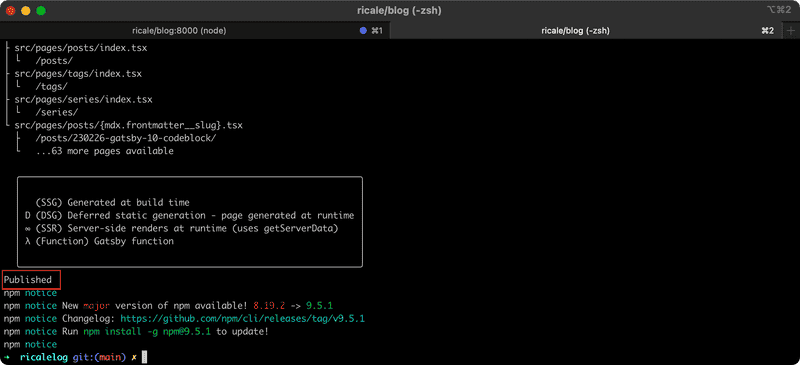 ricale/blog (-zsh)
⌥⌘2
ricale/blog:8000 (node)
⌘1
ricale/blog (-zsh)
⌘2
+
├ src/pages/posts/index.tsx
│ └   /posts/
├ src/pages/tags/index.tsx
│ └   /tags/
├ src/pages/series/index.tsx
│ └   /series/
└ src/pages/posts/{mdx.frontmatter__slug}.tsx
  ├   /posts/230226-gatsby-10-codeblock/
  └   ...63 more pages available
(SSG) Generated at build time
D (DSG) Deferred static generation - page generated at runtime
∞ (SSR) Server-side renders at runtime (uses getServerData)
λ (Function) Gatsby function
Published
npm notice
npm notice New major version of npm available! 8.19.2 -> 9.5.1
npm notice Changelog: https://github.com/npm/cli/releases/tag/v9.5.1
npm notice Run npm install -g npm@9.5.1 to update!
npm notice
➜  ricalelog git:(main) ✗